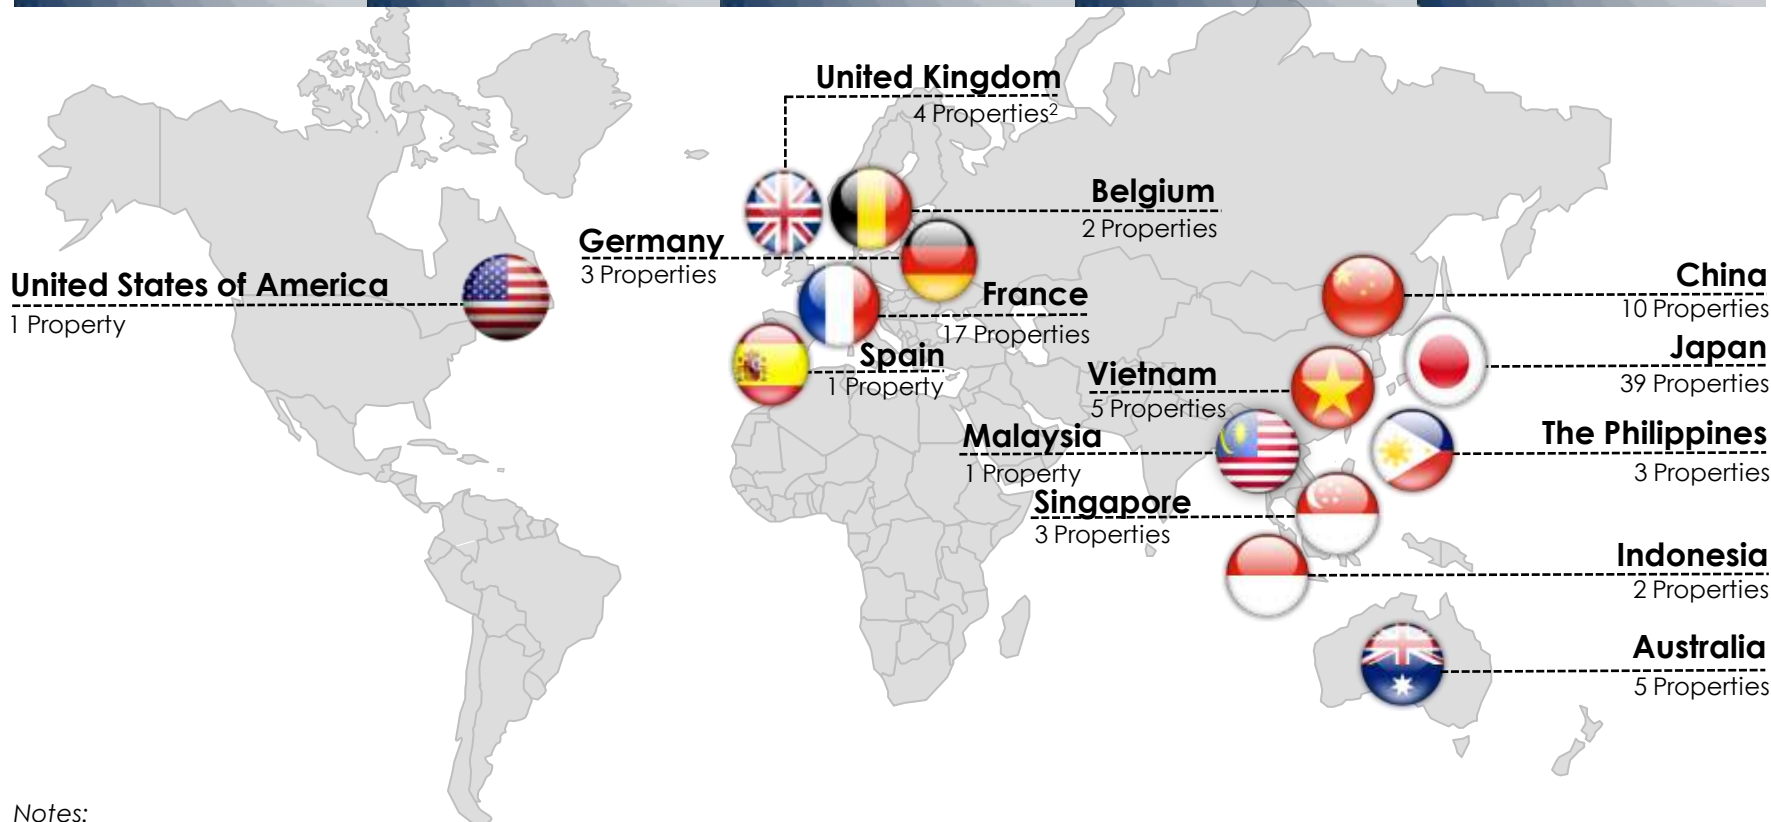 United Kingdom
4 Properties²
Belgium
2 Properties
Germany
3 Properties
United States of America
1 Property
France
17 Properties
Spain
1 Property
China
10 Properties
Japan
39 Properties
Vietnam
5 Properties
Malaysia
1 Property
The Philippines
3 Properties
Singapore
3 Properties
Indonesia
2 Properties
Australia
5 Properties
Notes: